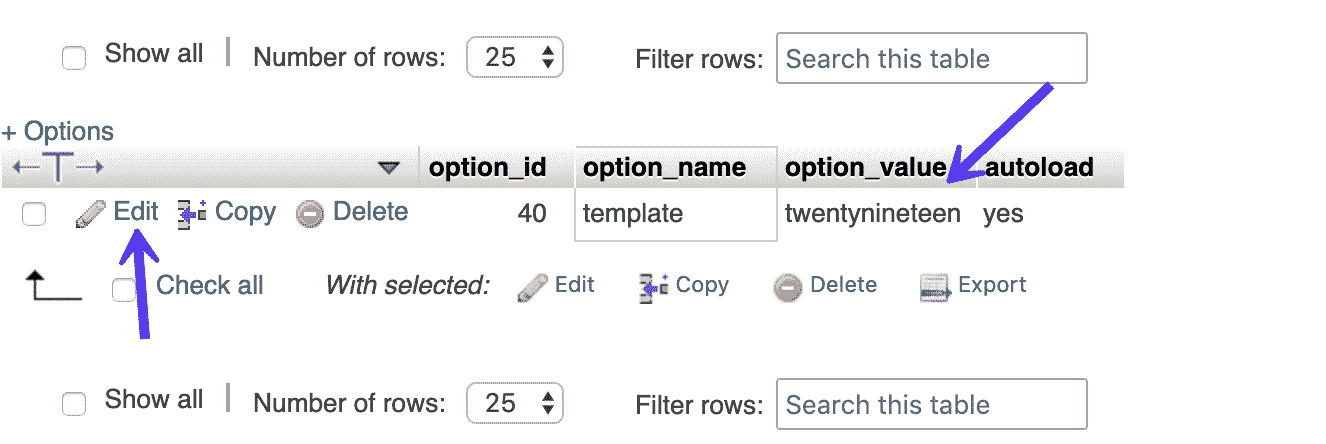 Show all | Number of rows: 25 Filter rows: Search this table
+ Options
option_id option_name option_value autoload
Edit Copy Delete 40 template twentynineteen yes
Check all With selected: Edit Copy Delete Export
Show all | Number of rows: 25 Filter rows: Search this table